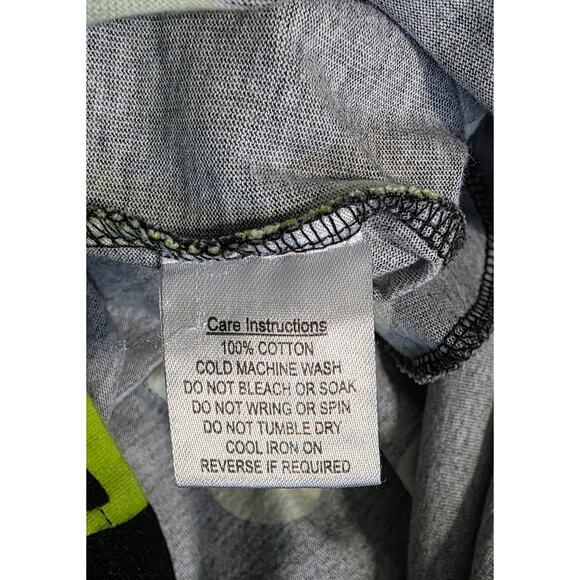 Care Instructions
100% COTTON
COLD MACHINE WASH
DO NOT BLEACH OR SOAK
DO NOT WRING OR SPIN
DO NOT TUMBLE DRY
COOL IRON ON
REVERSE IF REQUIRED